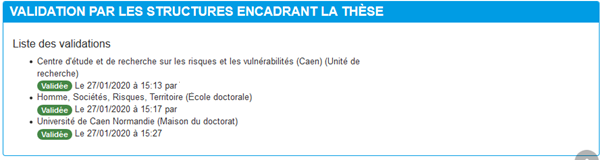 VALIDATION PAR LES STRUCTURES ENCADRANT LA THÈSE
Liste des validations
Centre d'étude et de recherche sur les risques et les vulnérabilités (Caen) (Unité de
recherche)
Validée Le 27/01/2020 à 15:13 par
Homme, Sociétés, Risques, Territoire (École doctorale)
Validée Le 27/01/2020 à 15:17 par
Université de Caen Normandie (Maison du doctorat)
Validée Le 27/01/2020 à 15:27